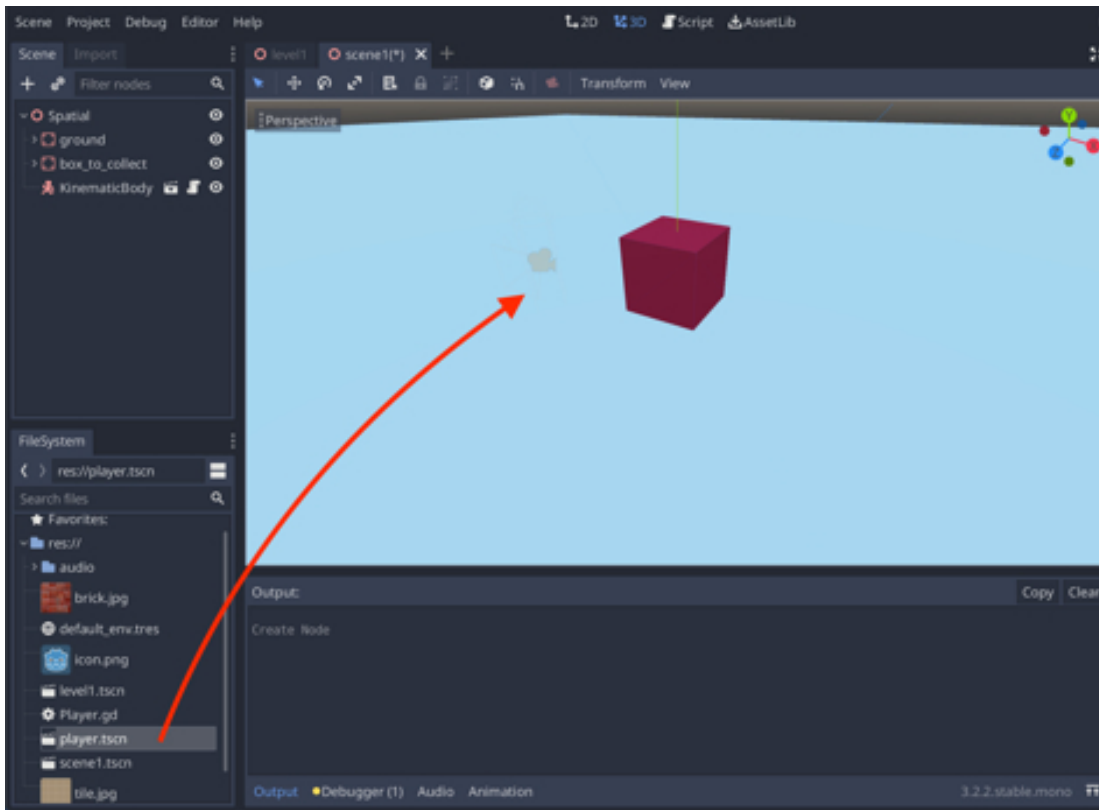 Scene Project Debug Editor Help 2D 3D Script AssetLib
Scene Import level1 scene1(*)
Filter nodes Transform View
Spatial
Perspective
ground
box_to_collect
KinematicBody
Y
Z
X
FileSystem
res://player.tscn
Search files
Favorites:
res://
audio
brick.jpg
default_env.tres
icon.png
level1.tscn
Player.gd
player.tscn
scene1.tscn
tile.jpg
Output: Copy Clear
Create Node
Output Debugger (1) Audio Animation 3.2.2.stable.mono